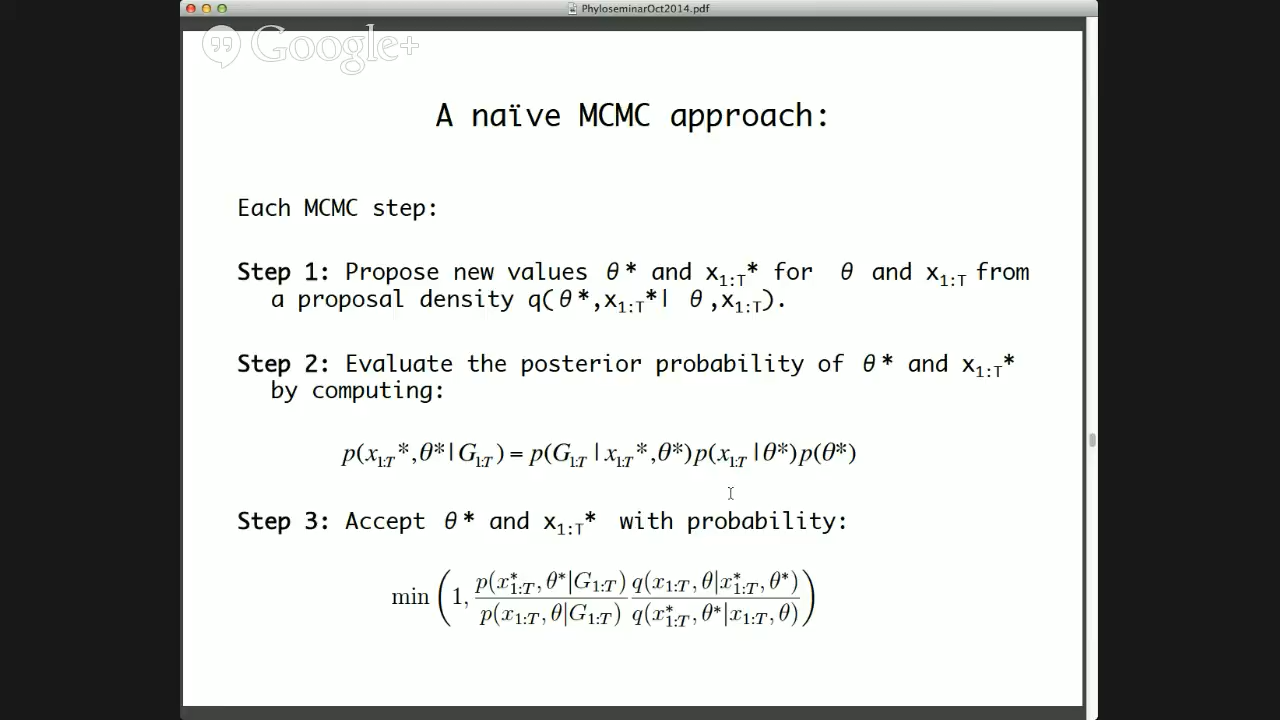 PhyloseminarOct2014.pdf
Google+
A naïve MCMC approach:
Each MCMC step:
Step 1: Propose new values θ* and x₁:T* for θ and x₁:T from
a proposal density q(θ*,x₁:T*| θ,x₁:T).
Step 2: Evaluate the posterior probability of θ* and x₁:T*
by computing:
p(x₁:T*,θ*|G₁:T) = p(G₁:T|x₁:T*,θ*)p(x₁:T|θ*)p(θ*)
Step 3: Accept θ* and x₁:T* with probability:
min (1, p(x*₁:T, θ*|G₁:T) / p(x₁:T, θ|G₁:T) q(x₁:T, θ|x*₁:T, θ*) / q(x*₁:T, θ*|x₁:T, θ))